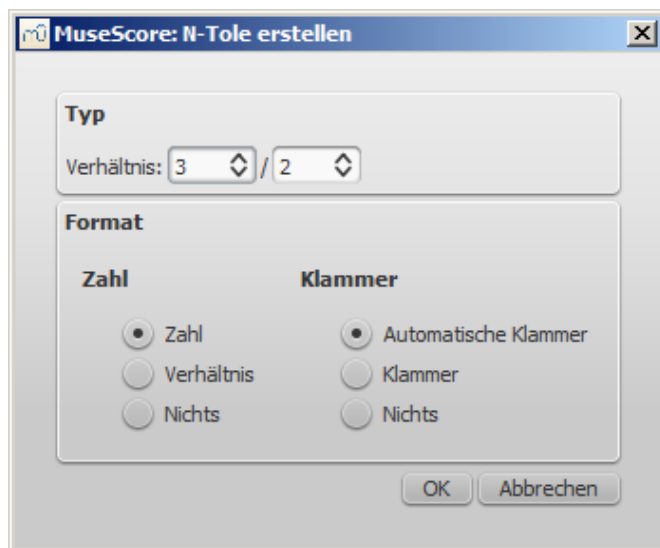 mû MuseScore: N-Tole erstellen
Typ
Verhältnis: 3 / 2
Format
Zahl Klammer
Zahl Automatische Klammer
Verhältnis Klammer
Nichts Nichts
OK Abbrechen